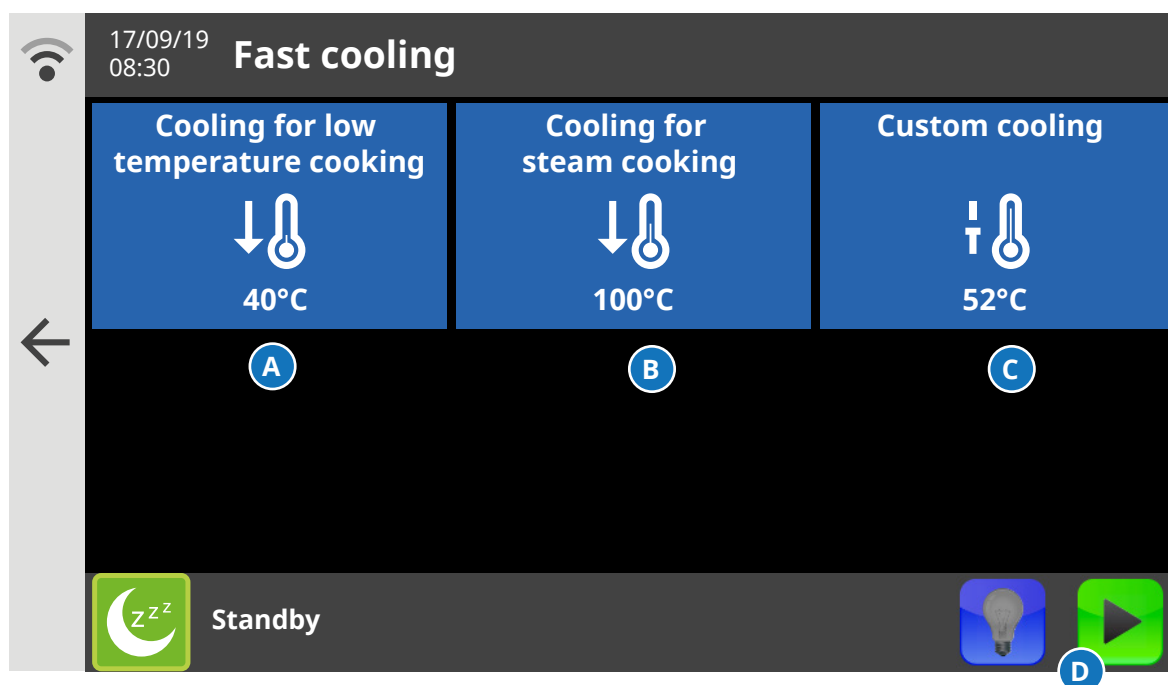 17/09/19
08:30
Fast cooling
Cooling for low
temperature cooking
40°C
Cooling for
steam cooking
100°C
Custom cooling
52°C
A
B
C
zzz
Standby
D